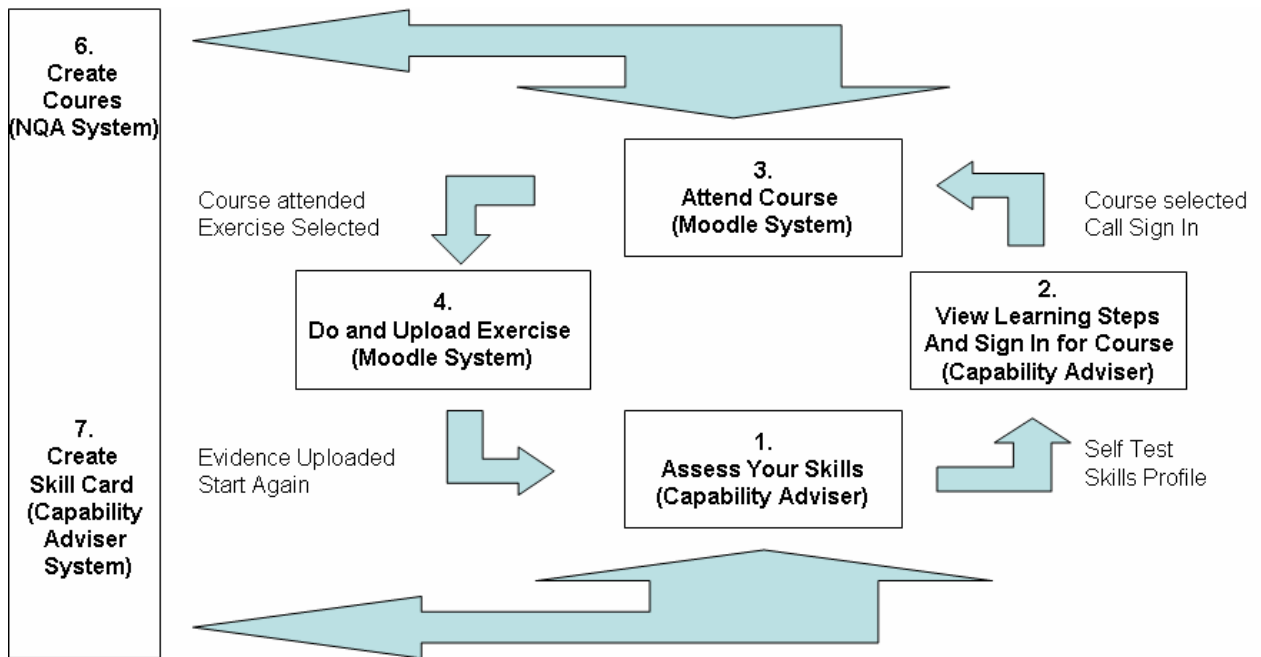 6.
Create
Coures
(NQA System)
7.
Create
Skill Card
(Capability
Adviser
System)
3.
Attend Course
(Moodle System)
Course attended
Exercise Selected
Course selected
Call Sign In
4.
Do and Upload Exercise
(Moodle System)
2.
View Learning Steps
And Sign In for Course
(Capability Adviser)
Evidence Uploaded
Start Again
1.
Assess Your Skills
(Capability Adviser)
Self Test
Skills Profile